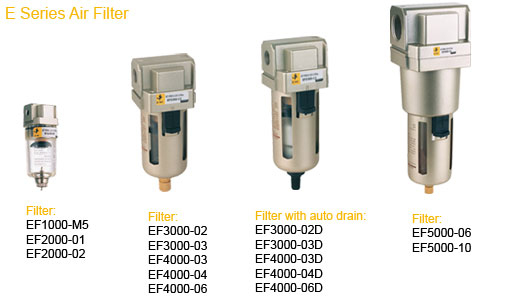 E Series Air Filter
Filter:
EF1000-M5
EF2000-01
EF2000-02
Filter:
EF3000-02
EF3000-03
EF4000-03
EF4000-04
EF4000-06
Filter with auto drain:
EF3000-02D
EF3000-03D
EF4000-03D
EF4000-04D
EF4000-06D
Filter:
EF5000-06
EF5000-10